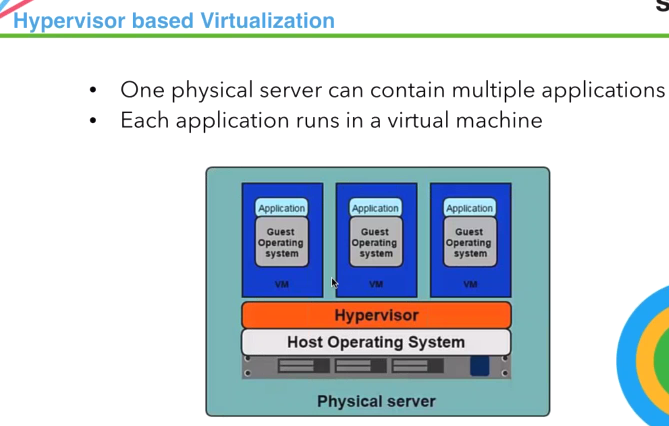 Hypervisor based Virtualization
• One physical server can contain multiple applications
• Each application runs in a virtual machine
Application Application Application
Guest Guest Guest
Operating Operating Operating
system system system
VM VM VM
Hypervisor
Host Operating System
Physical server